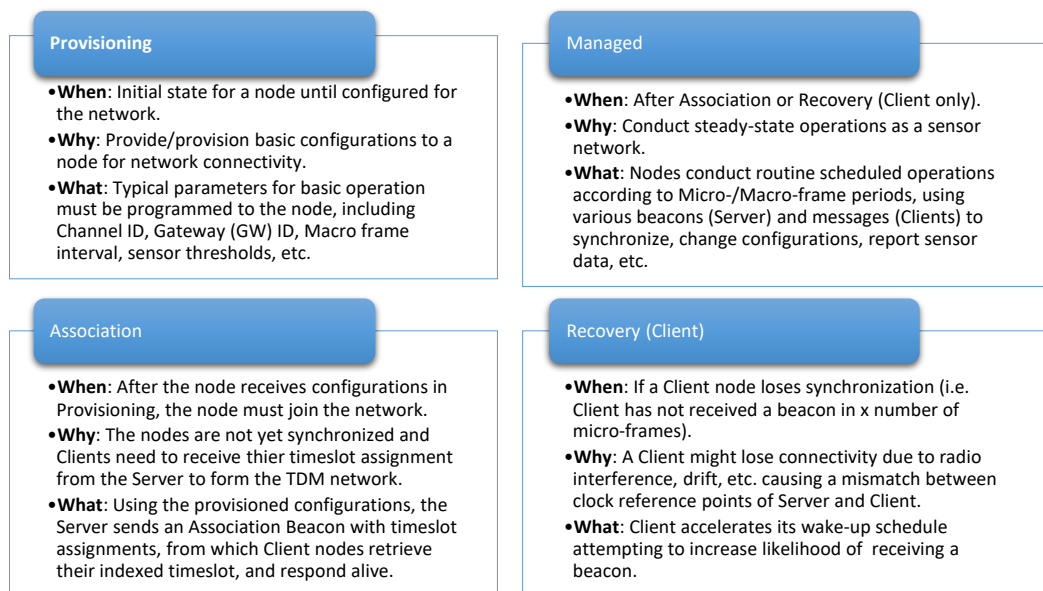 Provisioning
•When: Initial state for a node until configured for
the network.
•Why: Provide/provision basic configurations to a
node for network connectivity.
•What: Typical parameters for basic operation
must be programmed to the node, including
Channel ID, Gateway (GW) ID, Macro frame
interval, sensor thresholds, etc.
Managed
•When: After Association or Recovery (Client only).
•Why: Conduct steady-state operations as a sensor
network.
•What: Nodes conduct routine scheduled operations
according to Micro-/Macro-frame periods, using
various beacons (Server) and messages (Clients) to
synchronize, change configurations, report sensor
data, etc.
Association
•When: After the node receives configurations in
Provisioning, the node must join the network.
•Why: The nodes are not yet synchronized and
Clients need to receive thier timeslot assignment
from the Server to form the TDM network.
•What: Using the provisioned configurations, the
Server sends an Association Beacon with timeslot
assignments, from which Client nodes retrieve
their indexed timeslot, and respond alive.
Recovery (Client)
•When: If a Client node loses synchronization (i.e.
Client has not received a beacon in x number of
micro-frames).
•Why: A Client might lose connectivity due to radio
interference, drift, etc. causing a mismatch between
clock reference points of Server and Client.
•What: Client accelerates its wake-up schedule
attempting to increase likelihood of receiving a
beacon.